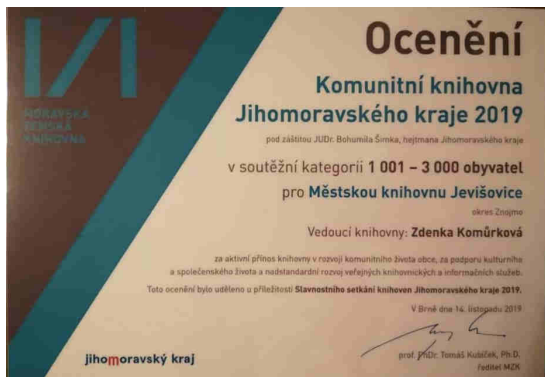 MORAVSKÁ
ZEMSKÁ
KNIHOVNA
Ocenění
Komunitní knihovna
Jihomoravského kraje 2019
pod záštitou JUDr. Bohumila Šimka, hejtmana Jihomoravského kraje
v soutěžní kategorii 1 001 – 3 000 obyvatel
pro Městskou knihovnu Jevišovice
okres Znojmo
Vedoucí knihovny: Zdenka Komůrková
za aktivní přínos knihovny v rozvoji komunitního života obce, za podporu kulturního
a společenského života a nadstandardní rozvoj veřejných knihovnických a informačních služeb.
Toto ocenění bylo uděleno u příležitosti Slavnostního setkání knihoven Jihomoravského kraje 2019.
V Brně dne 14. listopadu 2019
prof. PhDr. Tomáš Kubíček, Ph.D.
ředitel MZK
jihomoravský kraj